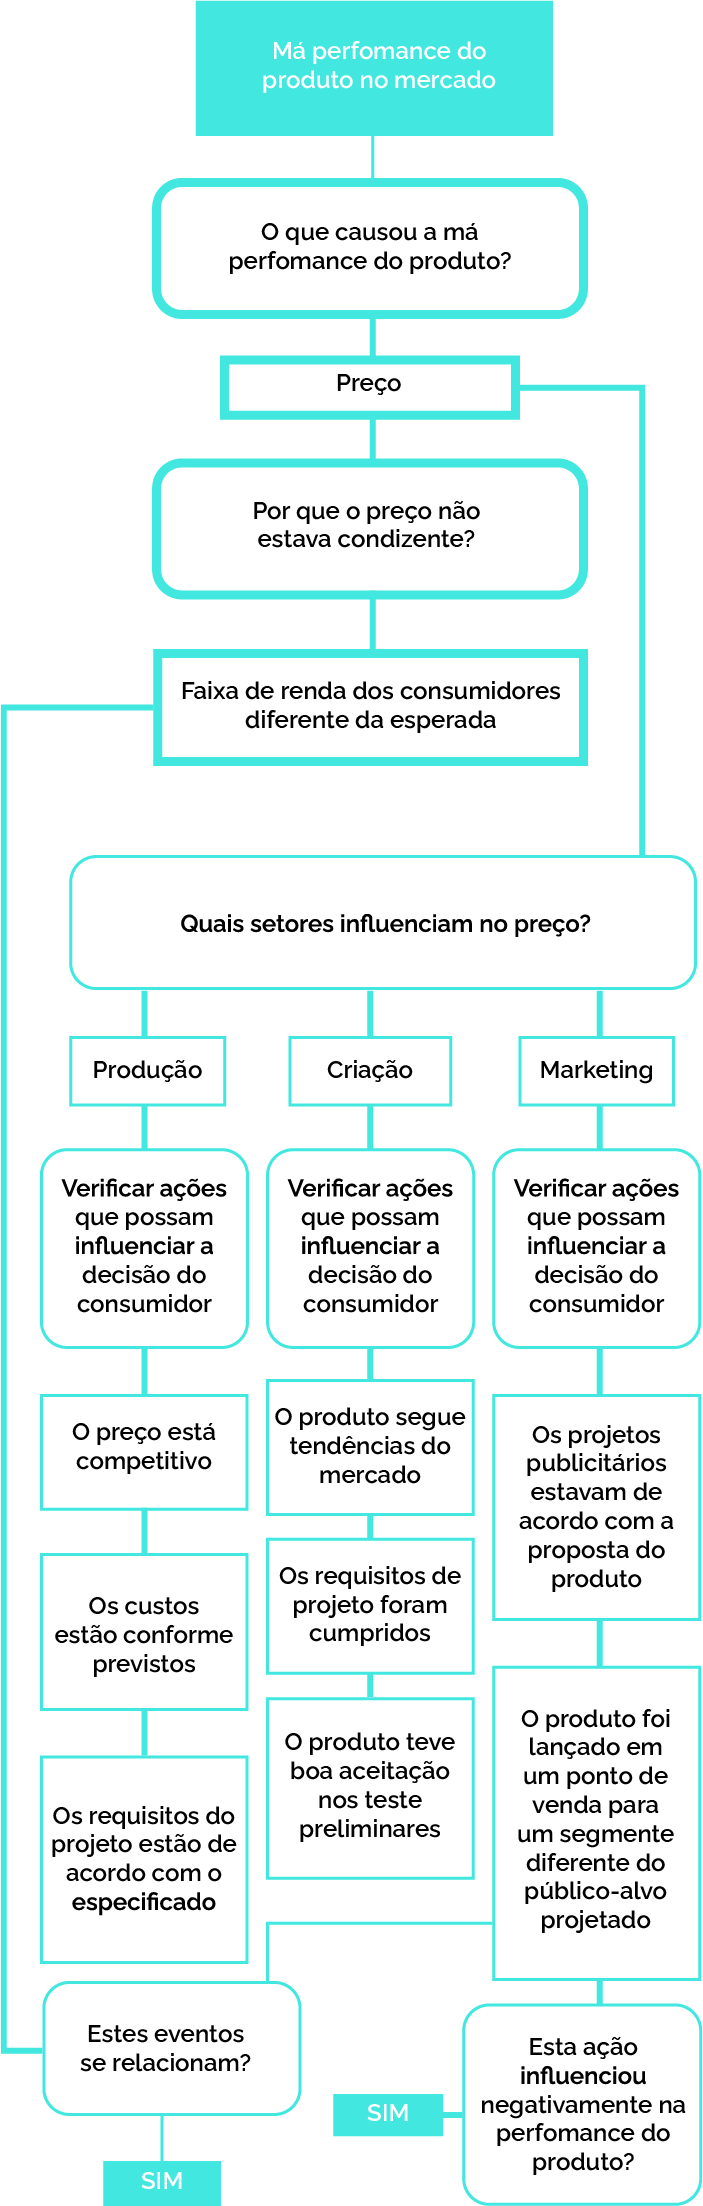 Má perfomance do
produto no mercado
O que causou a má
perfomance do produto?
Preço
Por que o preço não
estava condizente?
Faixa de renda dos consumidores
diferente da esperada
Quais setores influenciam no preço?
Produção
Criação
Marketing
Verificar ações
que possam
influenciar a
decisão do
consumidor
Verificar ações
que possam
influenciar a
decisão do
consumidor
Verificar ações
que possam
influenciar a
decisão do
consumidor
O preço está
competitivo
Os custos
estão conforme
previstos
Os requisitos do
projeto estão de
acordo com o
especificado
O produto segue
tendências do
mercado
Os requisitos de
projeto foram
cumpridos
O produto teve
boa aceitação
nos teste
preliminares
Os projetos
publicitários
estavam de
acordo com a
proposta do
produto
O produto foi
lançado em
um ponto de
venda para
um segmente
diferente do
público-alvo
projetado
Estes eventos
se relacionam?
SIM
Esta ação
influenciou
negativamente na
perfomance do
produto?
SIM